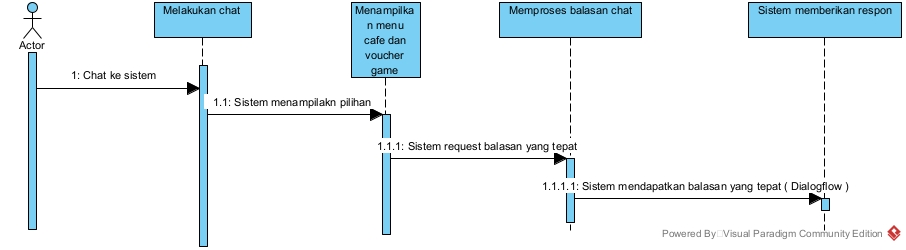 Melakukan chat
Menampilka
n menu
cafe dan
voucher
game
Memproses balasan chat
Sistem memberikan respon
Actor
1: Chat ke sistem
1.1: Sistem menampilakn pilihan
1.1.1: Sistem request balasan yang tepat
1.1.1.1: Sistem mendapatkan balasan yang tepat ( Dialogflow )
Powered By Visual Paradigm Community Edition